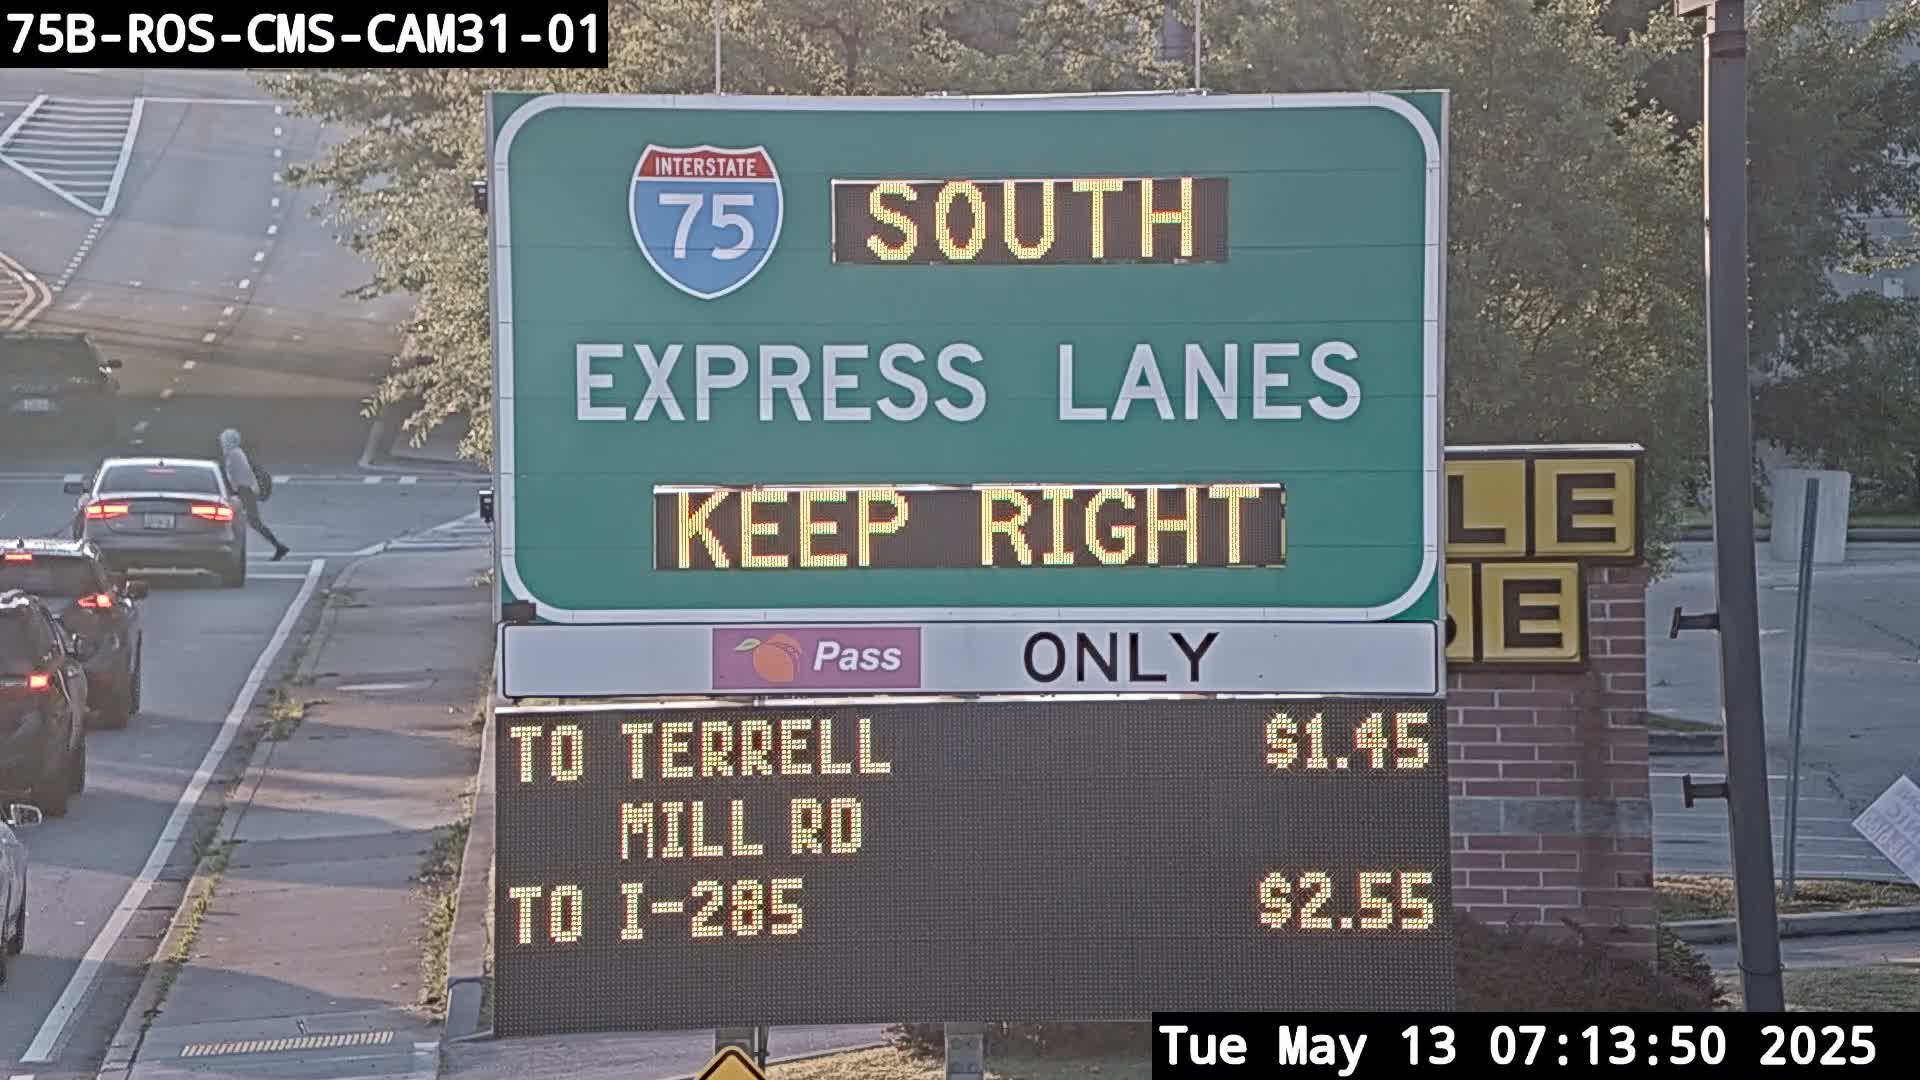 75B-ROS-CMS-CAM31-01
INTERSTATE
75
SOUTH
EXPRESS LANES
KEEP RIGHT
Pass ONLY
TO TERRELL $1.45
MILL RD
TO I-285 $2.55
LE
E
Tue May 13 07:13:50 2025